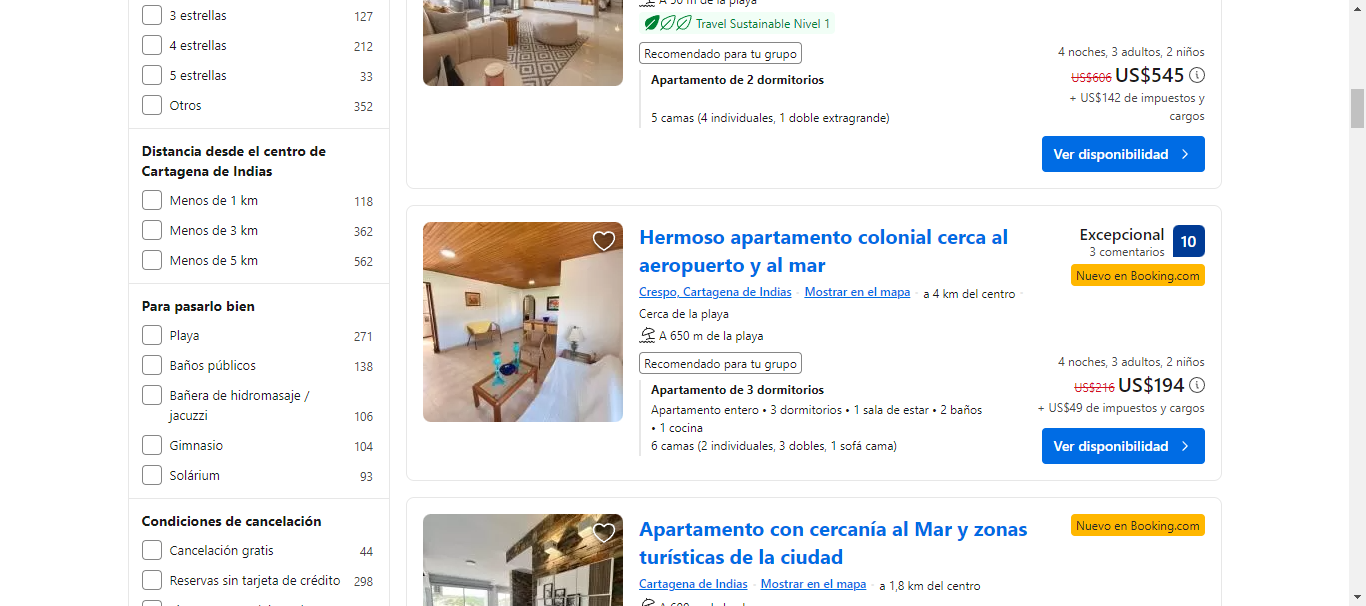 3 estrellas 127
4 estrellas 212
5 estrellas 33
Otros 352
Distancia desde el centro de
Cartagena de Indias
Menos de 1 km 118
Menos de 3 km 362
Menos de 5 km 562
Para pasarlo bien
Playa 271
Baños públicos 138
Bañera de hidromasaje /
jacuzzi 106
Gimnasio 104
Solárium 93
Condiciones de cancelación
Cancelación gratis 44
Reservas sin tarjeta de crédito 298
A 50 m de la playa
Travel Sustainable Nivel 1
Recomendado para tu grupo
Apartamento de 2 dormitorios
5 camas (4 individuales, 1 doble extragrande)
4 noches, 3 adultos, 2 niños
US$606 US$545
+ US$142 de impuestos y
cargos
Ver disponibilidad
Hermoso apartamento colonial cerca al
aeropuerto y al mar
Crespo, Cartagena de Indias · Mostrar en el mapa · a 4 km del centro ·
Cerca de la playa
A 650 m de la playa
Excepcional 10
3 comentarios
Nuevo en Booking.com
Recomendado para tu grupo
Apartamento de 3 dormitorios
Apartamento entero • 3 dormitorios • 1 sala de estar • 2 baños
• 1 cocina
6 camas (2 individuales, 3 dobles, 1 sofá cama)
4 noches, 3 adultos, 2 niños
US$216 US$194
+ US$49 de impuestos y cargos
Ver disponibilidad
Apartamento con cercanía al Mar y zonas
turísticas de la ciudad
Cartagena de Indias · Mostrar en el mapa · a 1,8 km del centro
Nuevo en Booking.com